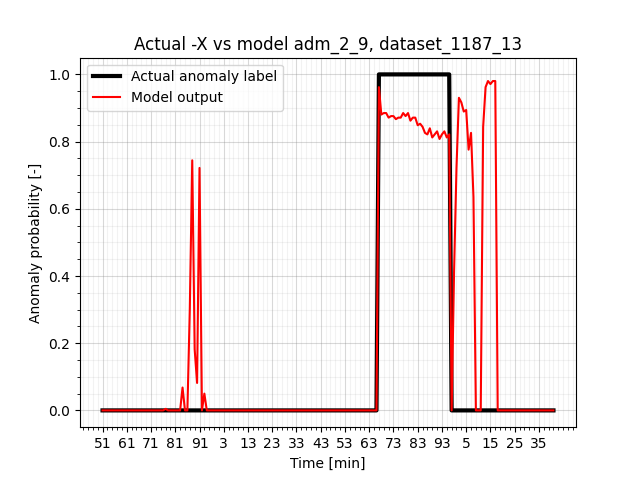 Actual -X vs model adm_2_9, dataset_1187_13
Actual anomaly label
Model output
Anomaly probability [-]
1.0
0.8
0.6
0.4
0.2
0.0
51 61 71 81 91 3 13 23 33 43 53 63 73 83 93 5 15 25 35
Time [min]